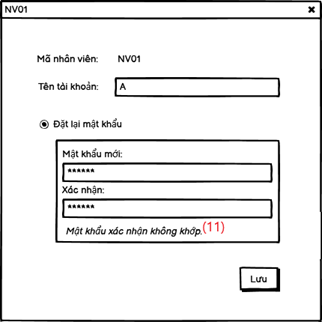 NV01 ×
Mã nhân viên: NV01
Tên tài khoản: A
Đặt lại mật khẩu
Mật khẩu mới:
******
Xác nhận:
******
Mật khẩu xác nhận không khớp.(11)
Lưu